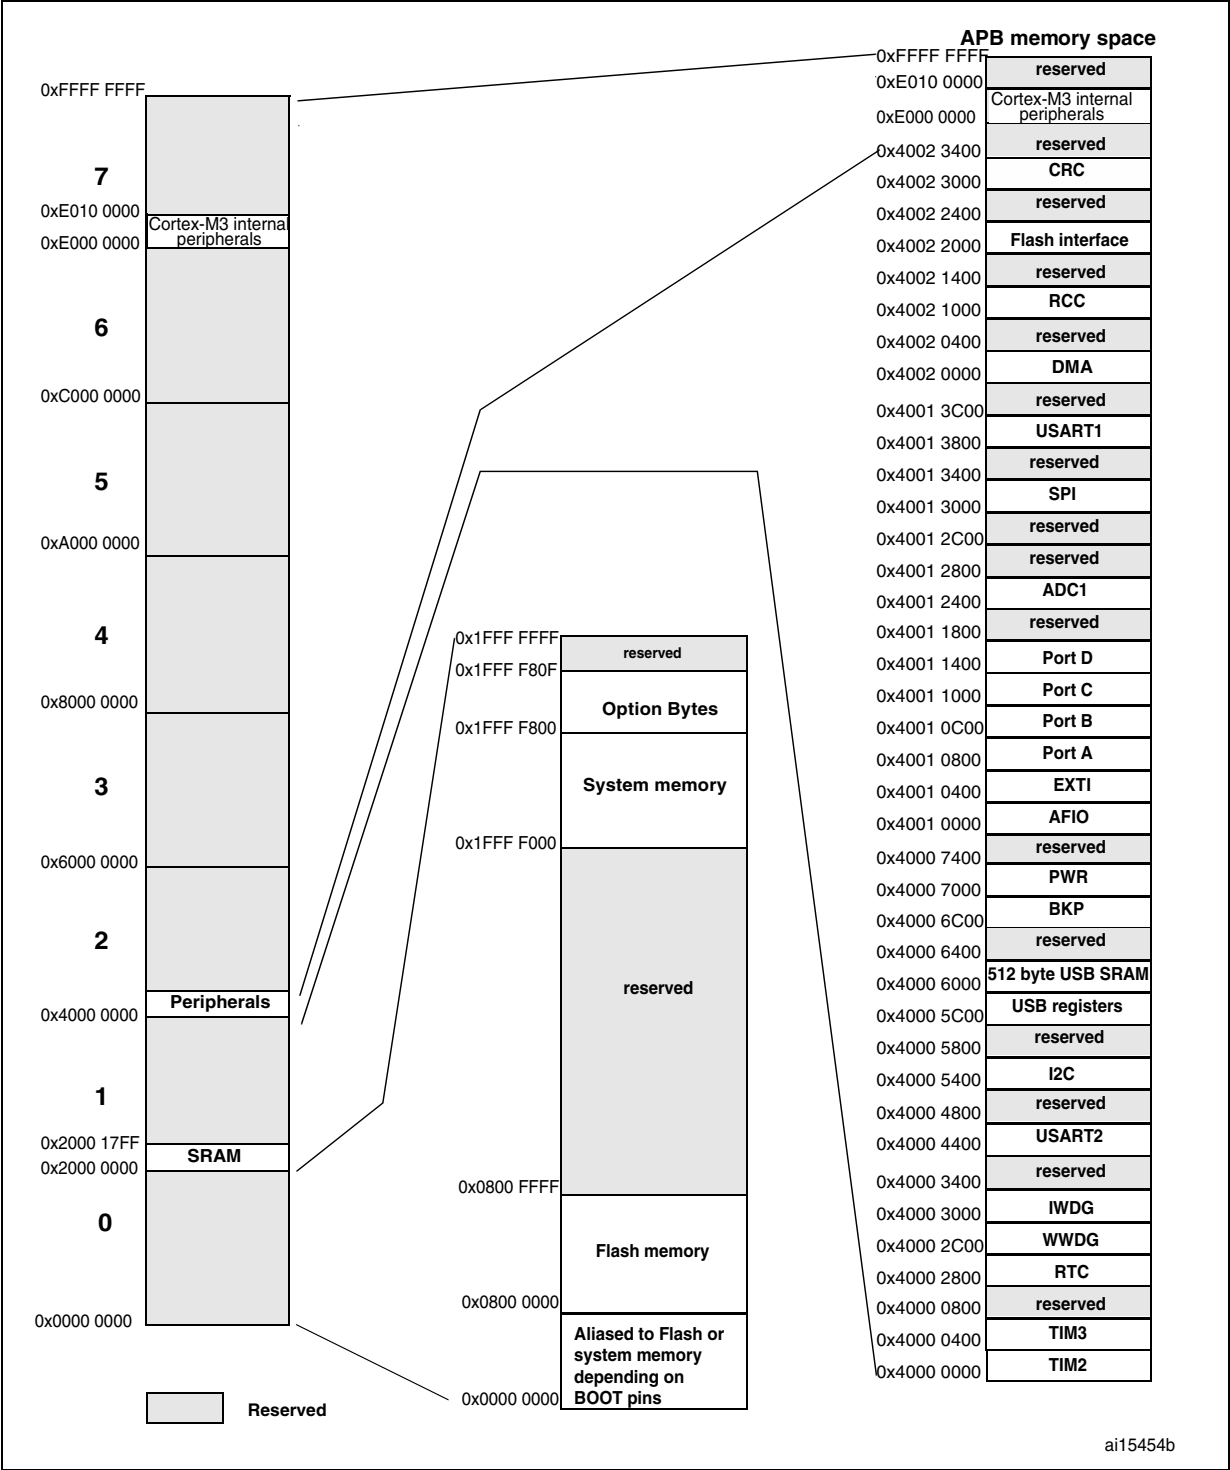 0xFFFF FFFF
7
0xE010 0000
Cortex-M3 internal
peripherals
0xE000 0000
6
0xC000 0000
5
0xA000 0000
4
0x8000 0000
3
0x6000 0000
2
Peripherals
0x4000 0000
1
0x2000 17FF
SRAM
0x2000 0000
0
0x0000 0000
Reserved
0x1FFF FFFF
reserved
0x1FFF F80F
Option Bytes
0x1FFF F800
System memory
0x1FFF F000
reserved
0x0800 FFFF
Flash memory
0x0800 0000
Aliased to Flash or
system memory
depending on
BOOT pins
0x0000 0000
APB memory space
0xFFFF FFFF
reserved
0xE010 0000
Cortex-M3 internal
peripherals
0xE000 0000
reserved
0x4002 3400
CRC
0x4002 3000
reserved
0x4002 2400
Flash interface
0x4002 2000
reserved
0x4002 1400
RCC
0x4002 1000
reserved
0x4002 0400
DMA
0x4002 0000
reserved
0x4001 3C00
USART1
0x4001 3800
reserved
0x4001 3400
SPI
0x4001 3000
reserved
0x4001 2C00
reserved
0x4001 2800
ADC1
0x4001 2400
reserved
0x4001 1800
Port D
0x4001 1400
Port C
0x4001 1000
Port B
0x4001 0C00
Port A
0x4001 0800
EXTI
0x4001 0400
AFIO
0x4001 0000
reserved
0x4000 7400
PWR
0x4000 7000
BKP
0x4000 6C00
reserved
0x4000 6400
512 byte USB SRAM
0x4000 6000
USB registers
0x4000 5C00
reserved
0x4000 5800
I2C
0x4000 5400
reserved
0x4000 4800
USART2
0x4000 4400
reserved
0x4000 3400
IWDG
0x4000 3000
WWDG
0x4000 2C00
RTC
0x4000 2800
reserved
0x4000 0800
TIM3
0x4000 0400
TIM2
0x4000 0000
ai15454b